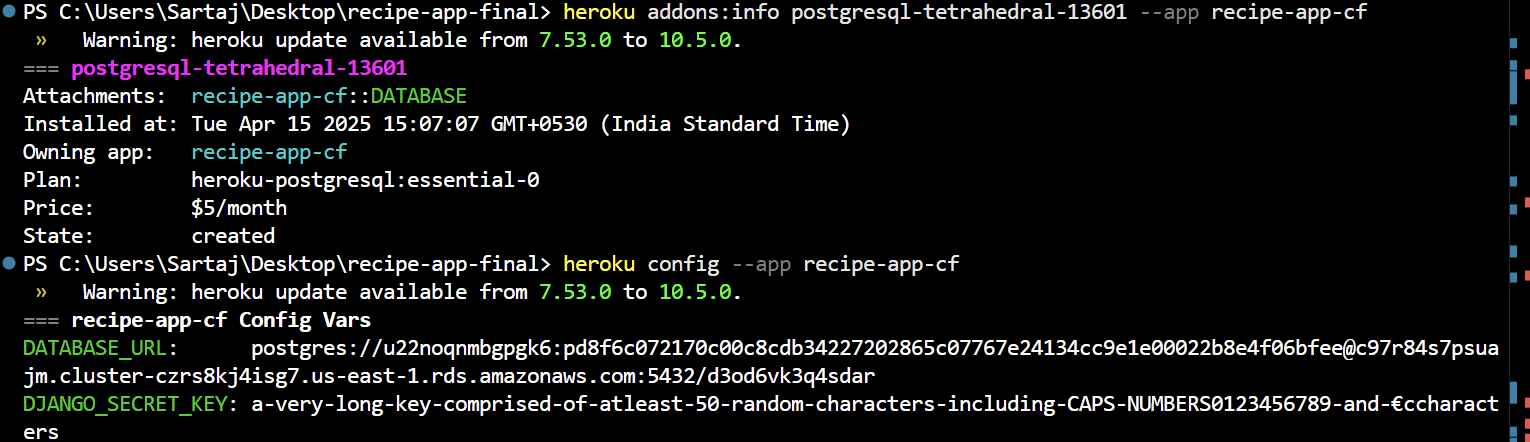 PS C:\Users\Sartaj\Desktop\recipe-app-final> heroku addons:info postgresql-tetrahedral-13601 --app recipe-app-cf
» Warning: heroku update available from 7.53.0 to 10.5.0.
=== postgresql-tetrahedral-13601
Attachments: recipe-app-cf::DATABASE
Installed at: Tue Apr 15 2025 15:07:07 GMT+0530 (India Standard Time)
Owning app: recipe-app-cf
Plan: heroku-postgresql:essential-0
Price: $5/month
State: created
PS C:\Users\Sartaj\Desktop\recipe-app-final> heroku config --app recipe-app-cf
» Warning: heroku update available from 7.53.0 to 10.5.0.
=== recipe-app-cf Config Vars
DATABASE_URL: postgres://u22noqnmbgpgk6:pd8f6c072170c00c8cdb34227202865c07767e24134cc9e1e00022b8e4f06bfee@c97r84s7psua
jm.cluster-czrs8kj4isg7.us-east-1.rds.amazonaws.com:5432/d3od6vk3q4sdar
DJANGO_SECRET_KEY: a-very-long-key-comprised-of-atleast-50-random-characters-including-CAPS-NUMBERS0123456789-and-€ccharact
ers